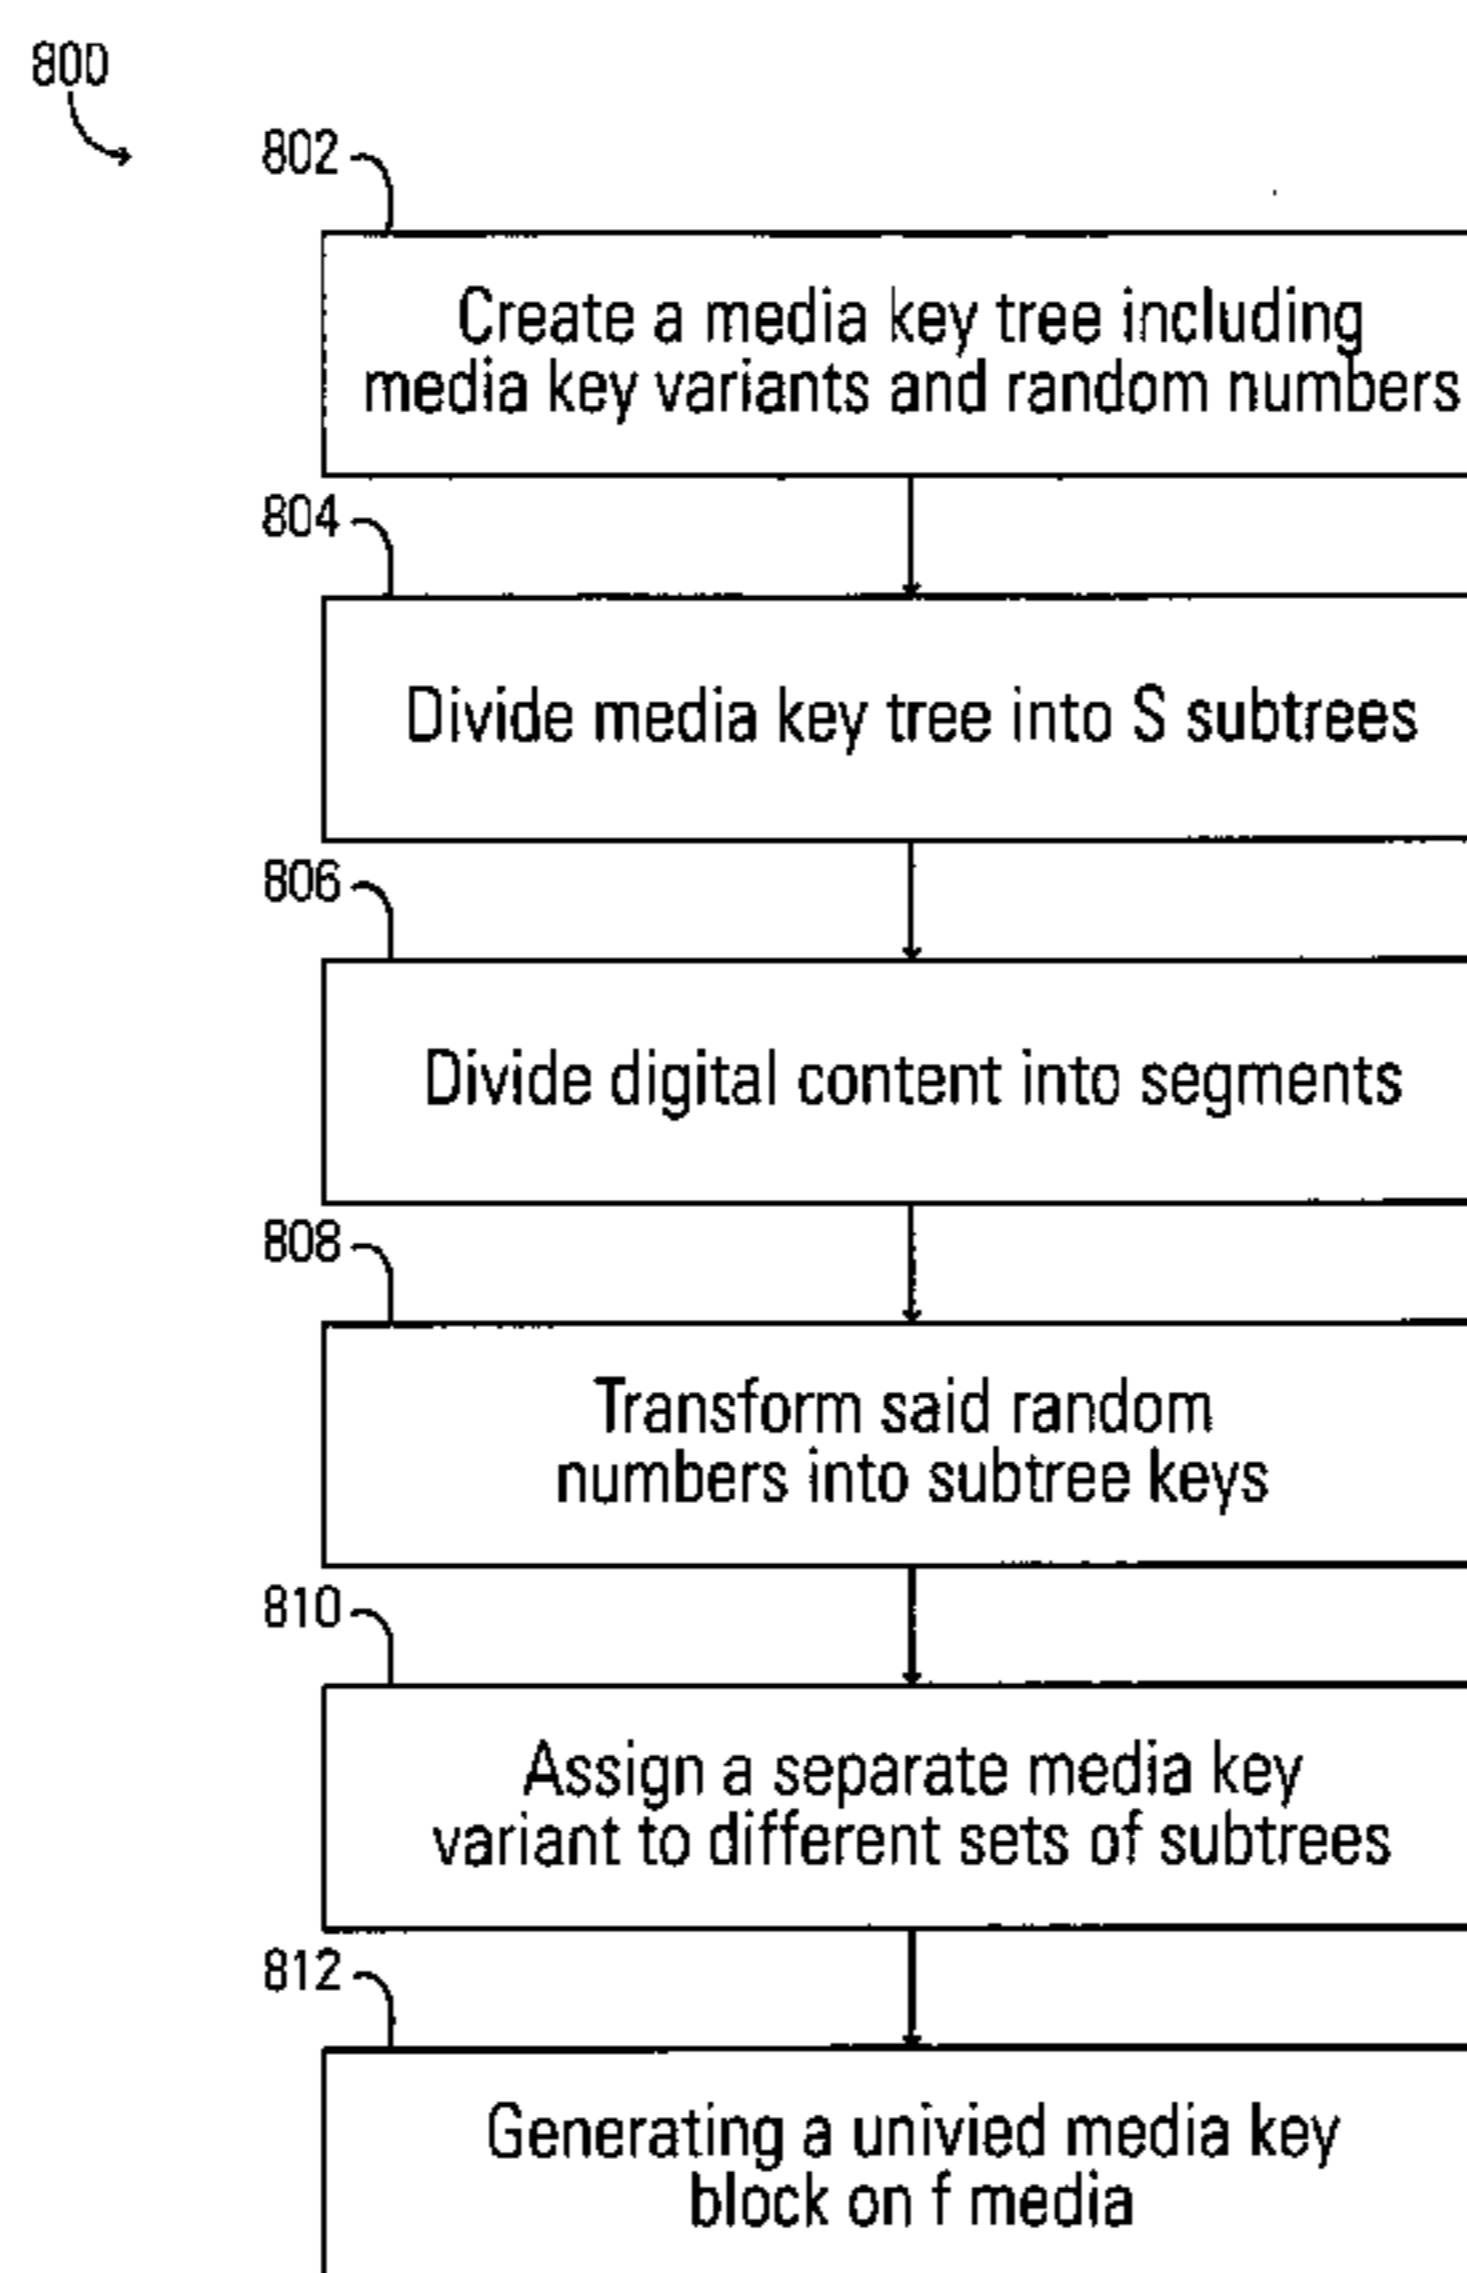 800
802
Create a media key tree including
media key variants and random numbers
804
Divide media key tree into S subtrees
806
Divide digital content into segments
808
Transform said random
numbers into subtree keys
810
Assign a separate media key
variant to different sets of subtrees
812
Generating a univied media key
block on f media